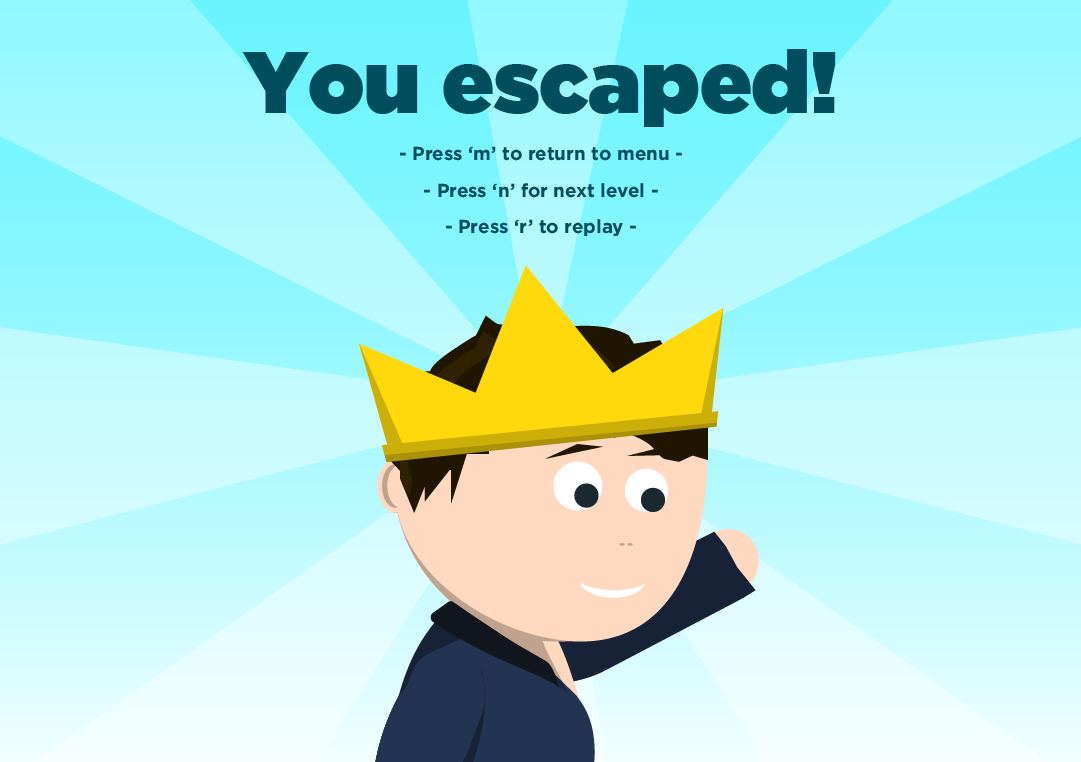 You escaped!
- Press ‘m’ to return to menu -
- Press ‘n’ for next level -
- Press ‘r’ to replay -